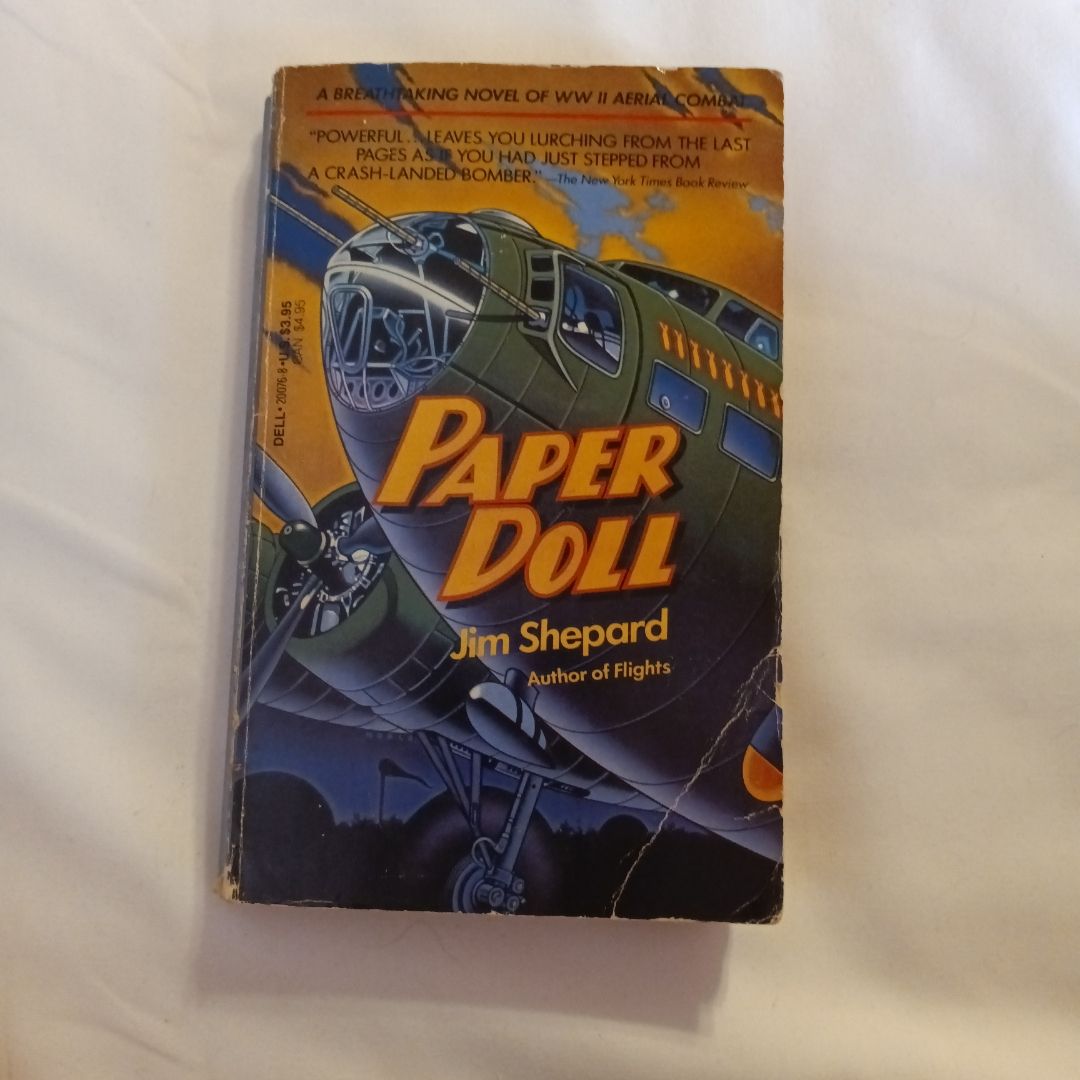 A BREATHTAKING NOVEL OF WW II AERIAL COMBAT
"POWERFUL... LEAVES YOU LURCHING FROM THE LAST
PAGES AS IF YOU HAD JUST STEPPED FROM
A CRASH-LANDED BOMBER." —The New York Times Book Review
DELL • 20076-8 • U.S. $3.95
CAN $4.95
PAPER
DOLL
Jim Shepard
Author of Flights